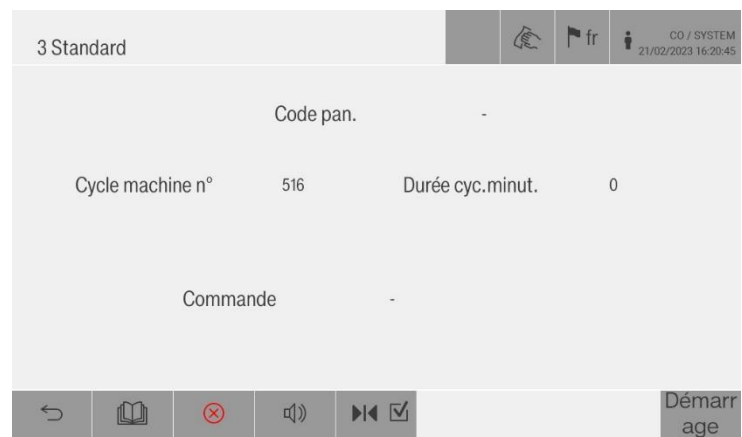 3 Standard
fr
CO / SYSTEM
21/02/2023 16:20:45
Code pan. -
Cycle machine n° 516 Durée cyc.minut. 0
Commande -
Démarr
age